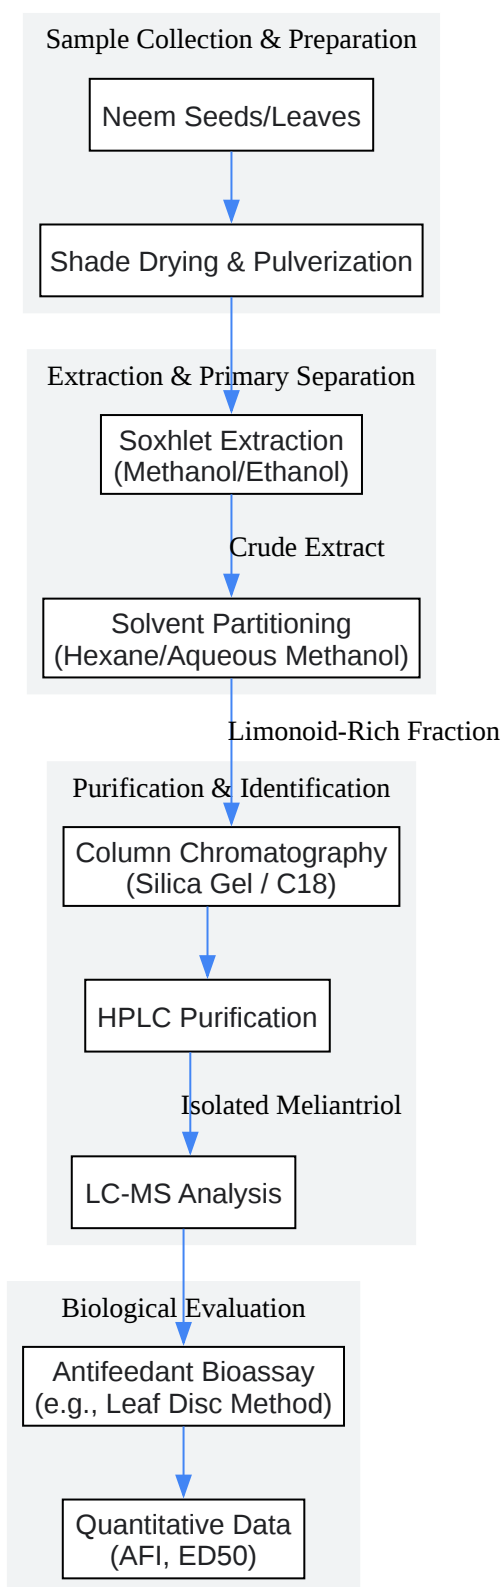 Sample Collection & Preparation
Neem Seeds/Leaves
Shade Drying & Pulverization
Extraction & Primary Separation
Soxhlet Extraction
(Methanol/Ethanol)
Crude Extract
Solvent Partitioning
(Hexane/Aqueous Methanol)
Limonoid-Rich Fraction
Purification & Identification
Column Chromatography
(Silica Gel / C18)
HPLC Purification
Isolated Meliantriol
LC-MS Analysis
Biological Evaluation
Antifeedant Bioassay
(e.g., Leaf Disc Method)
Quantitative Data
(AFI, ED50)